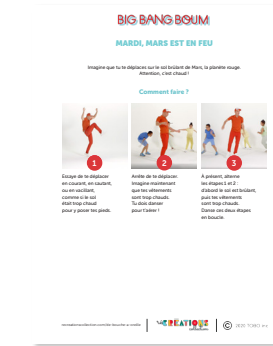 BIG BANG BOUM
MARDI, MARS EST EN FEU
Imagine que tu te déplaces sur le sol brûlant de Mars, la planète rouge.
Attention, c'est chaud !
Comment faire ?
1
Essaye de te déplacer
en courant, en sautant,
ou en vacillant,
comme si le sol
était trop chaud
pour y poser tes pieds.
2
Arrête de te déplacer.
Imagine maintenant
que tes vêtements
sont trop chauds.
Tu dois danser
pour t'aérer !
3
À présent, alterne
les étapes 1 et 2 :
d'abord le sol est brûlant,
puis tes vêtements
sont trop chauds.
Danse ces deux étapes
en boucle.
CRÉATIQUE
©